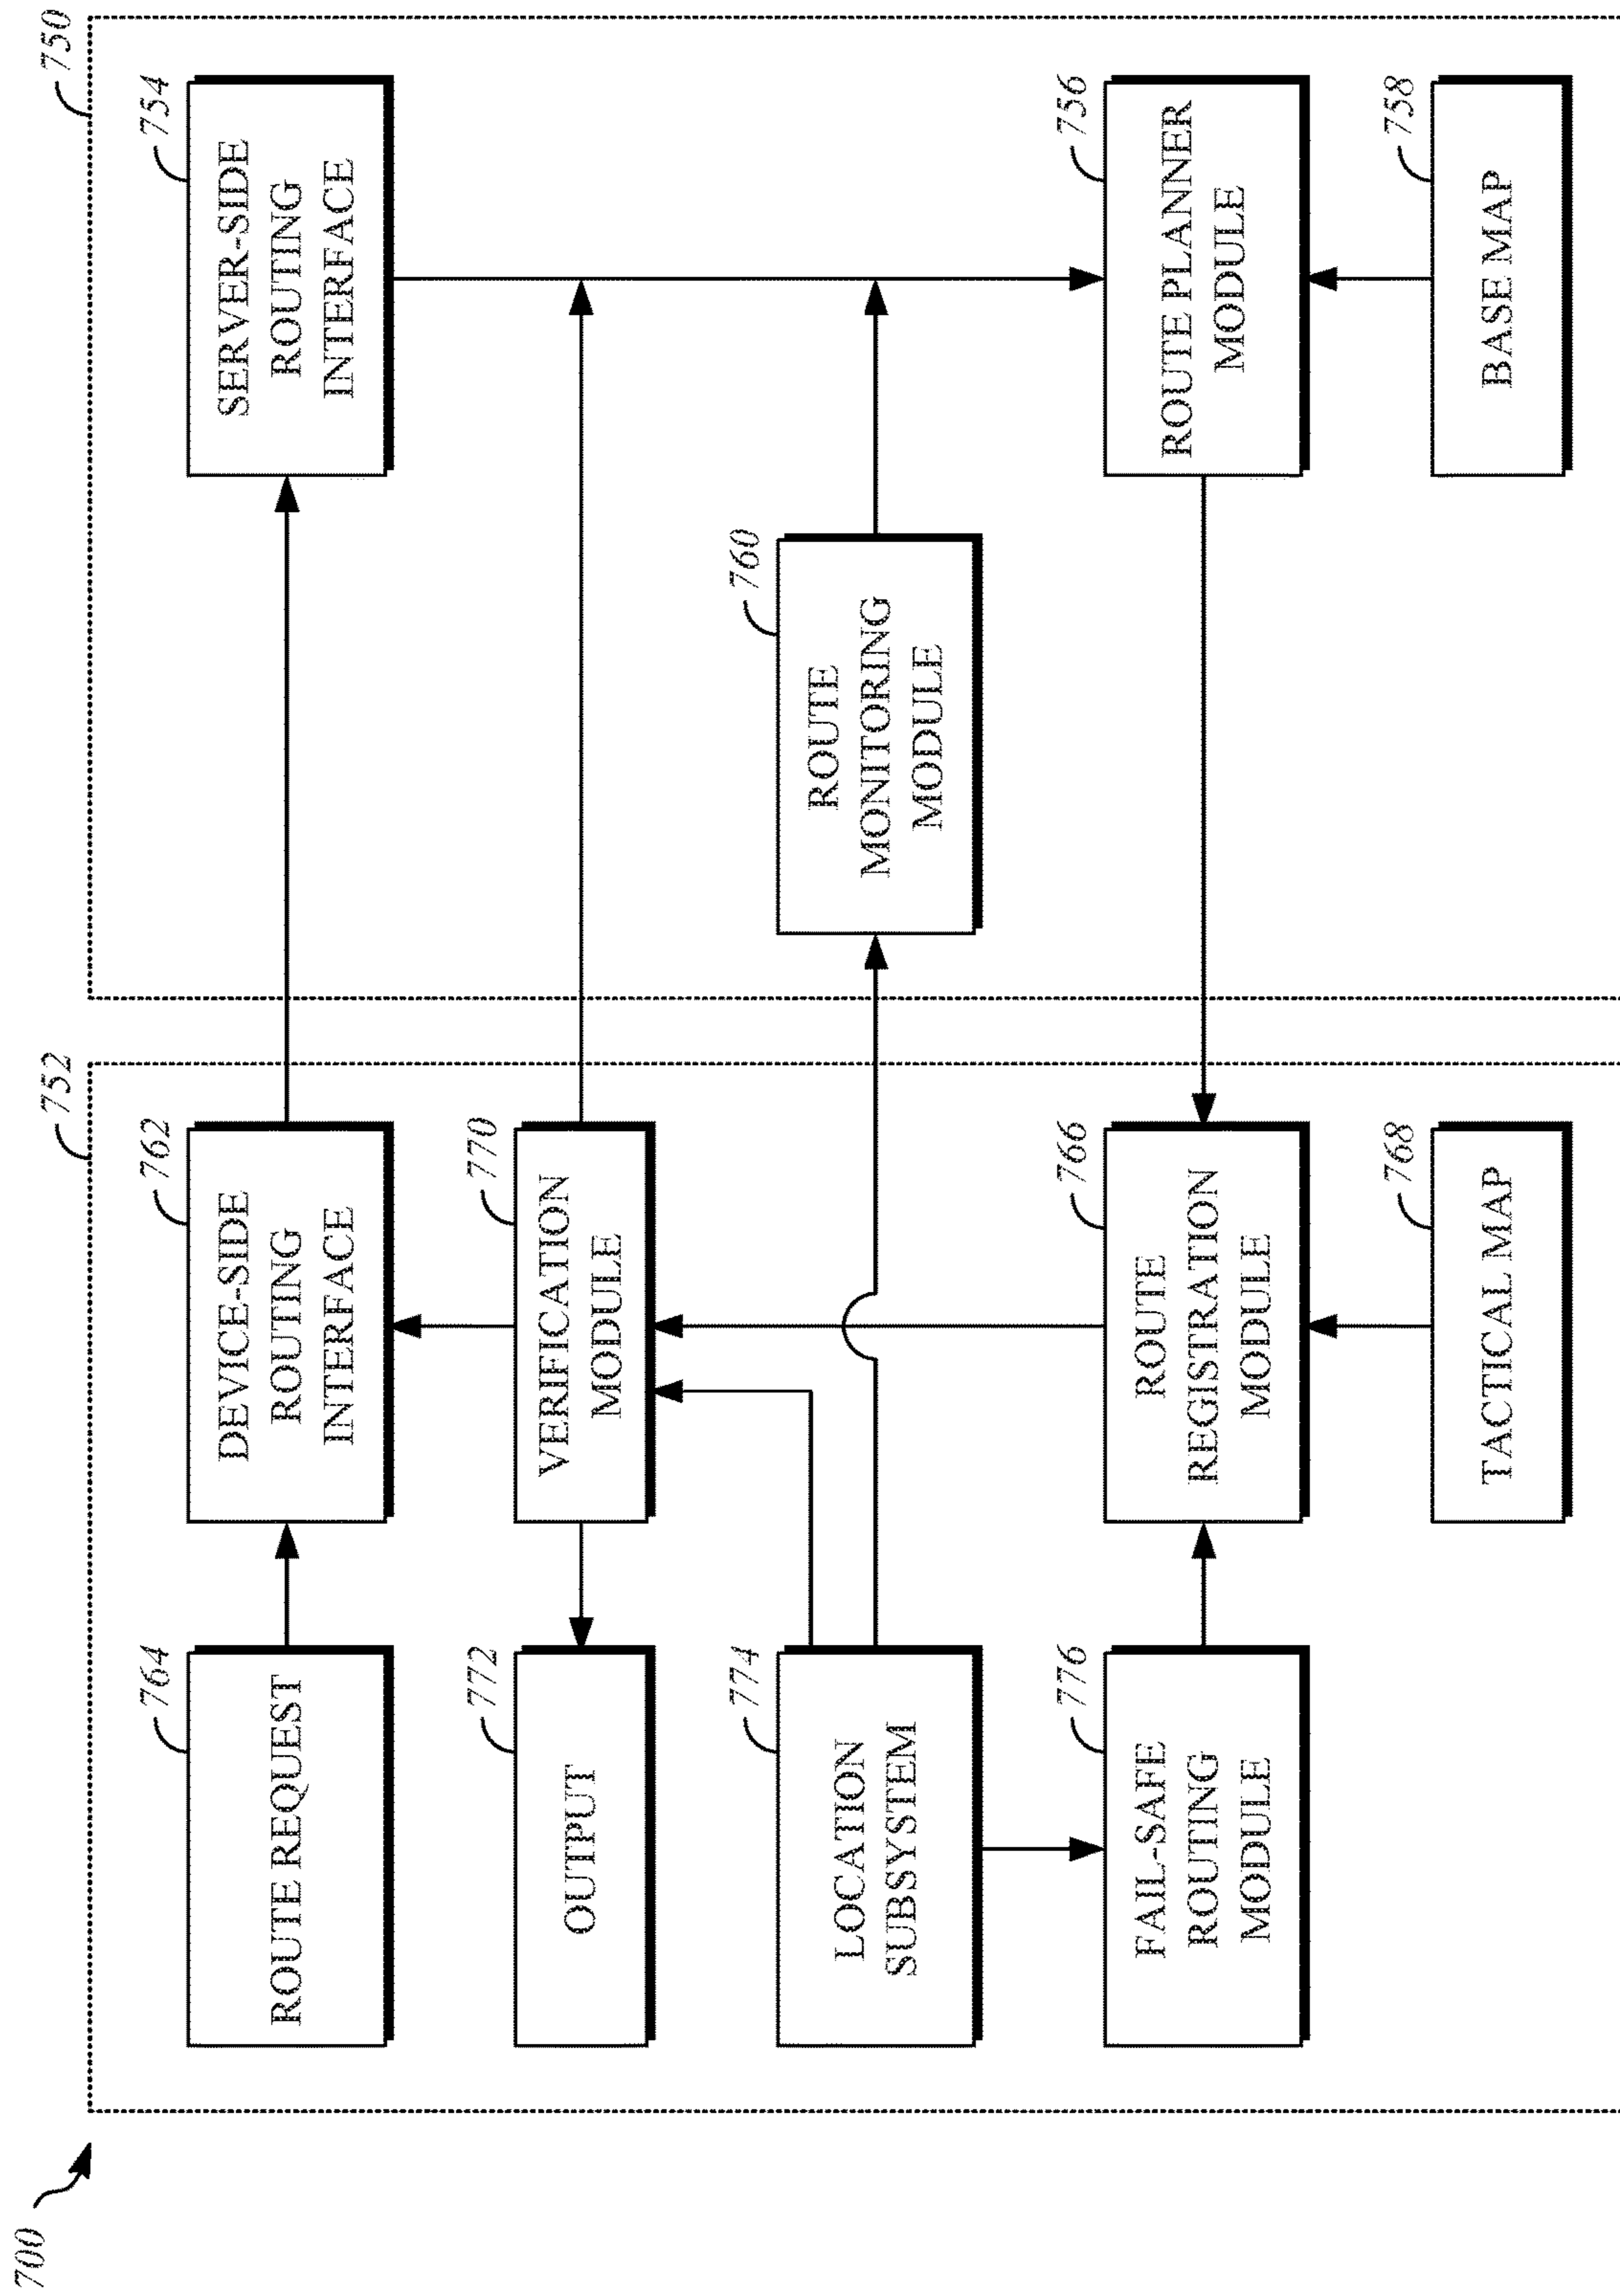 700
752
750
764
ROUTE REQUEST
762
DEVICE-SIDE
ROUTING
INTERFACE
754
SERVER-SIDE
ROUTING
INTERFACE
772
OUTPUT
770
VERIFICATION
MODULE
774
LOCATION
SUBSYSTEM
760
ROUTE
MONITORING
MODULE
776
FAIL-SAFE
ROUTING
MODULE
766
ROUTE
REGISTRATION
MODULE
756
ROUTE PLANNER
MODULE
768
TACTICAL MAP
758
BASE MAP